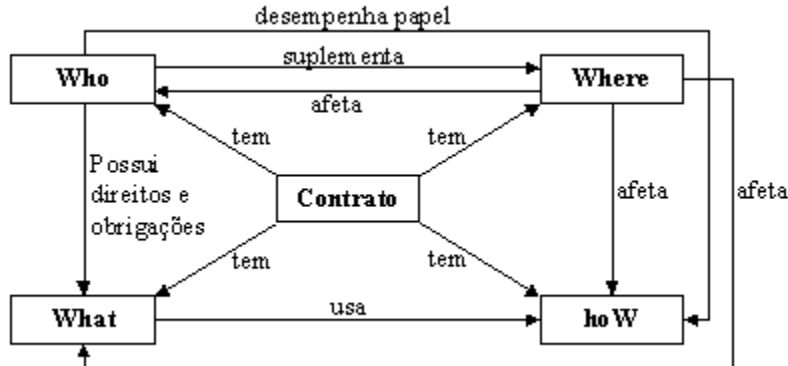 desempenha papel
suplementa
Who
Where
afeta
tem
tem
Possui
direitos e
obrigações
Contrato
afeta
afeta
tem
tem
What
usa
hoW